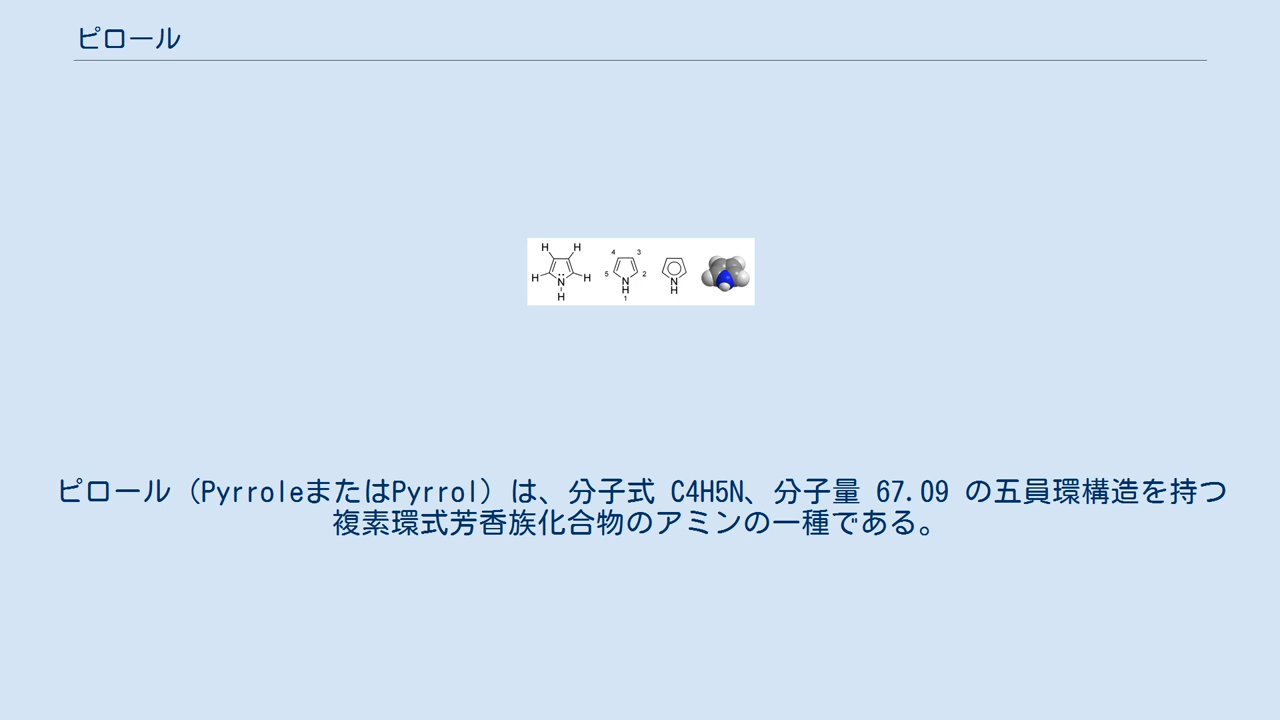 ピロール
H H
4 3
H H 5 2
N N N
H H H
1
ピロール（PyrroleまたはPyrrol）は、分子式 C4H5N、分子量 67.09 の五員環構造を持つ
複素環式芳香族化合物のアミンの一種である。